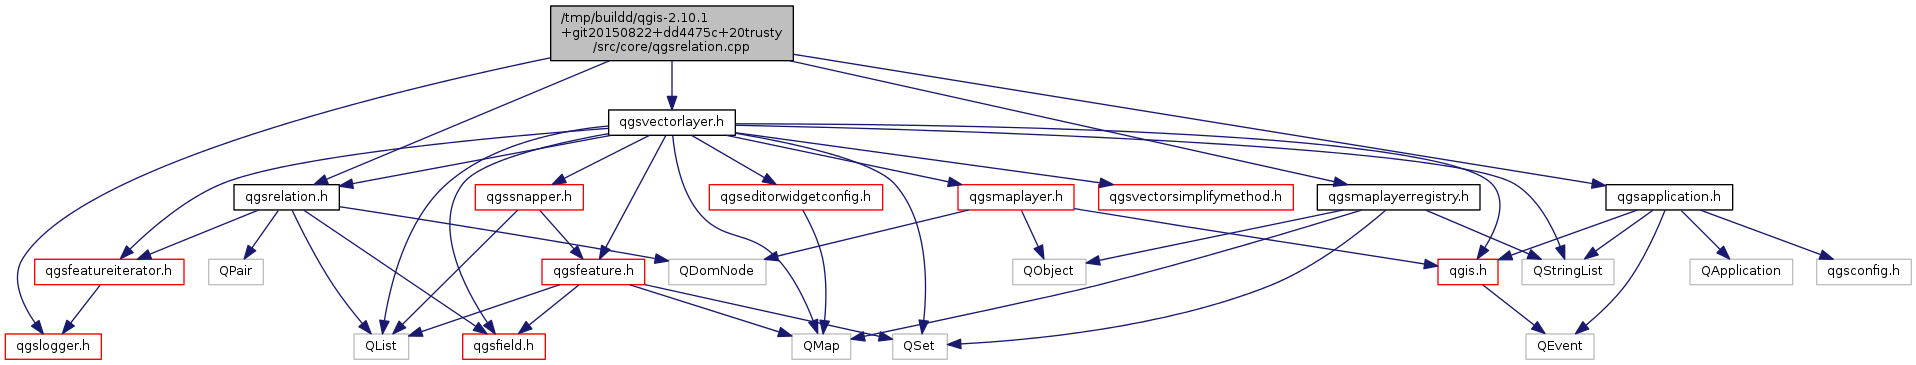 /tmp/buildd/qgis-2.10.1
+git20150822+dd4475c+20trusty
/src/core/qgsrelation.cpp
qgsvectorlayer.h
qgsrelation.h
qgssnapper.h
qgseditorwidgetconfig.h
qgsmaplayer.h
qgsvectorsimplifymethod.h
qgsmaplayerregistry.h
qgsapplication.h
qgsfeatureiterator.h
QPair
qgsfeature.h
QDomNode
QObject
qgis.h
QStringList
QApplication
qgsconfig.h
qgslogger.h
QList
qgsfield.h
QMap
QSet
QEvent